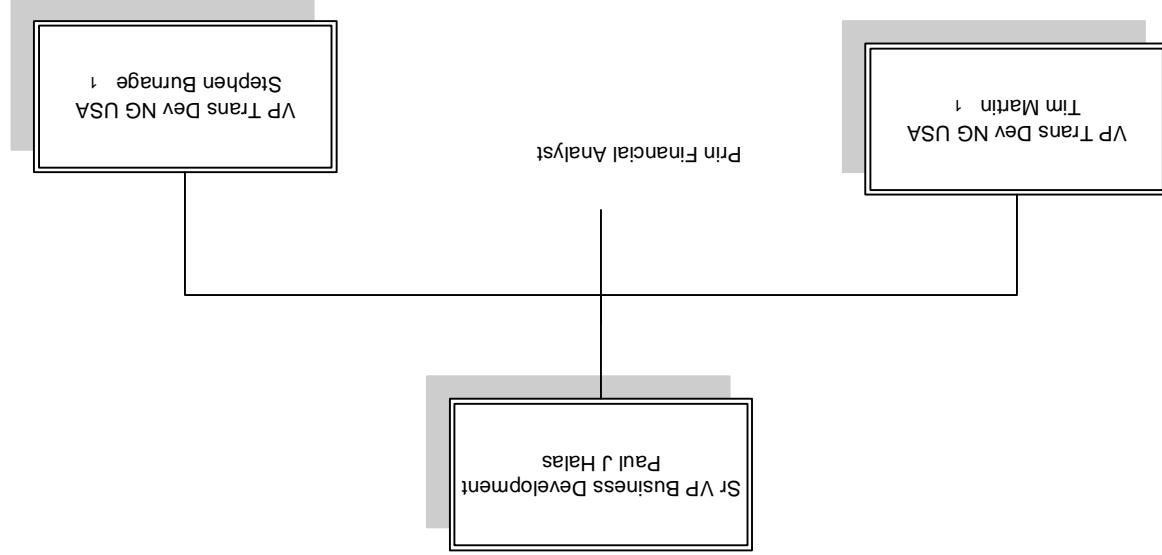 Sr VP Business Development
Paul J Halas
VP Trans Dev NG USA
Tim Martin 1
Prin Financial Analyst
VP Trans Dev NG USA
Stephen Burnage 1